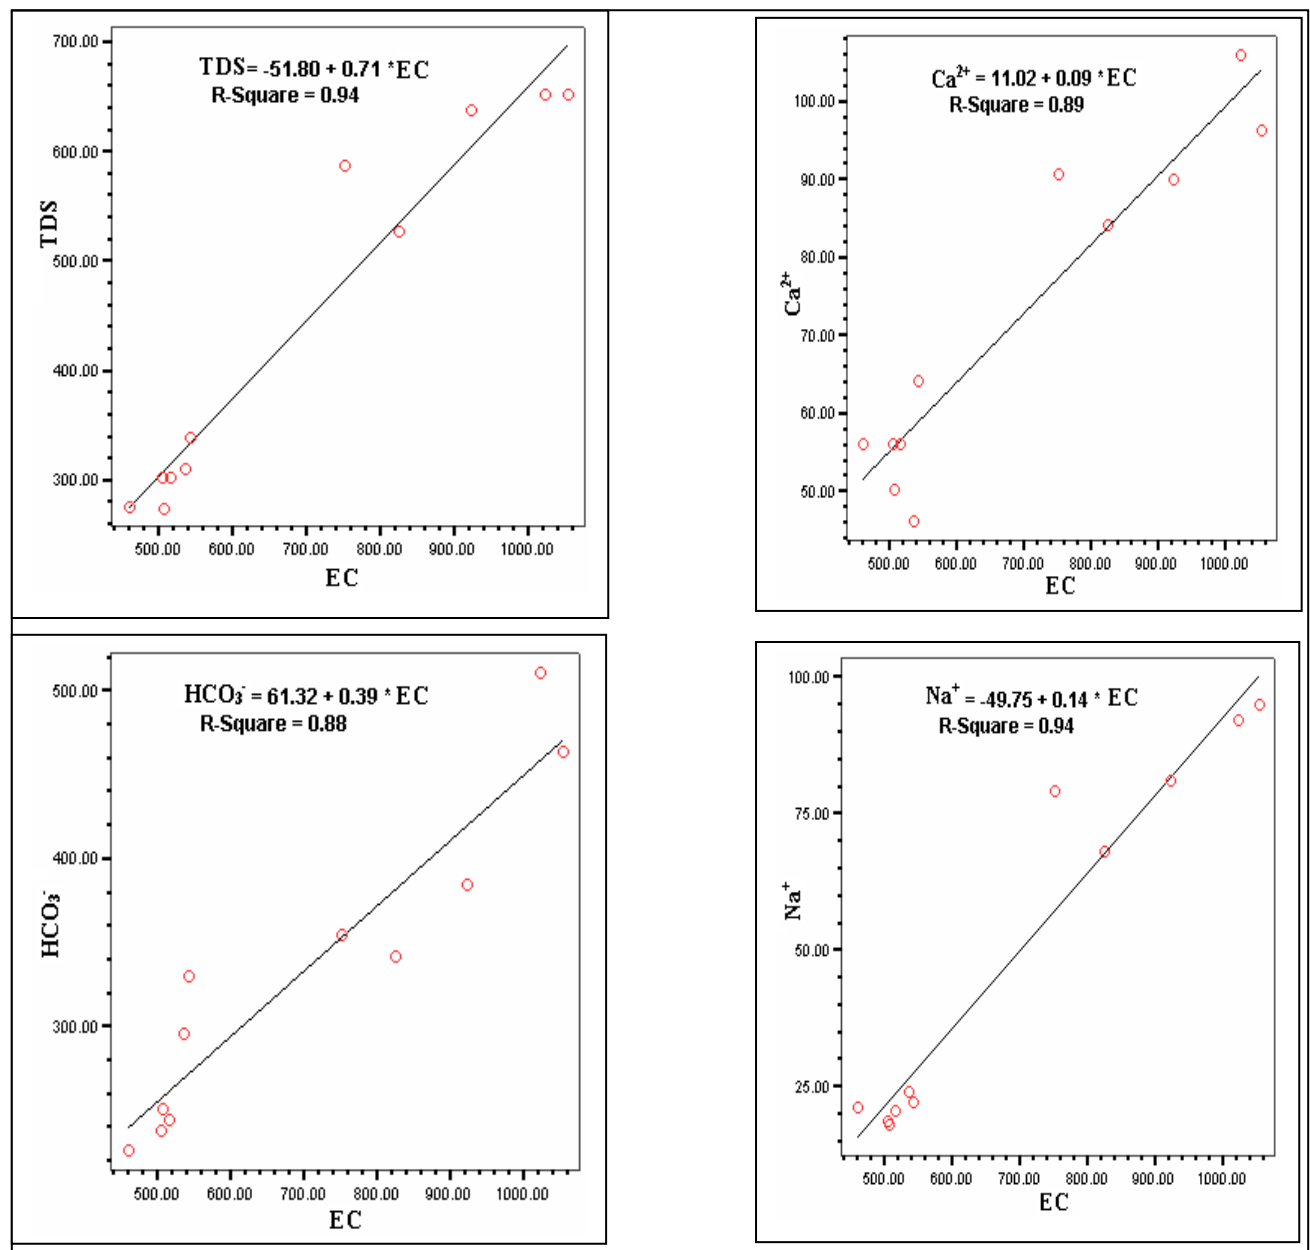 700.00
600.00
500.00
400.00
300.00
TDS
TDS= -51.80 + 0.71 *EC
R-Square = 0.94
500.00 600.00 700.00 800.00 900.00 1000.00
EC
100.00
90.00
80.00
70.00
60.00
50.00
Ca²⁺
Ca²⁺ = 11.02 + 0.09 *EC
R-Square = 0.89
500.00 600.00 700.00 800.00 900.00 1000.00
EC
500.00
400.00
300.00
HCO₃⁻
HCO₃⁻ = 61.32 + 0.39 * EC
R-Square = 0.88
500.00 600.00 700.00 800.00 900.00 1000.00
EC
100.00
75.00
50.00
25.00
Na⁺
Na⁺ = -49.75 + 0.14 * EC
R-Square = 0.94
500.00 600.00 700.00 800.00 900.00 1000.00
EC